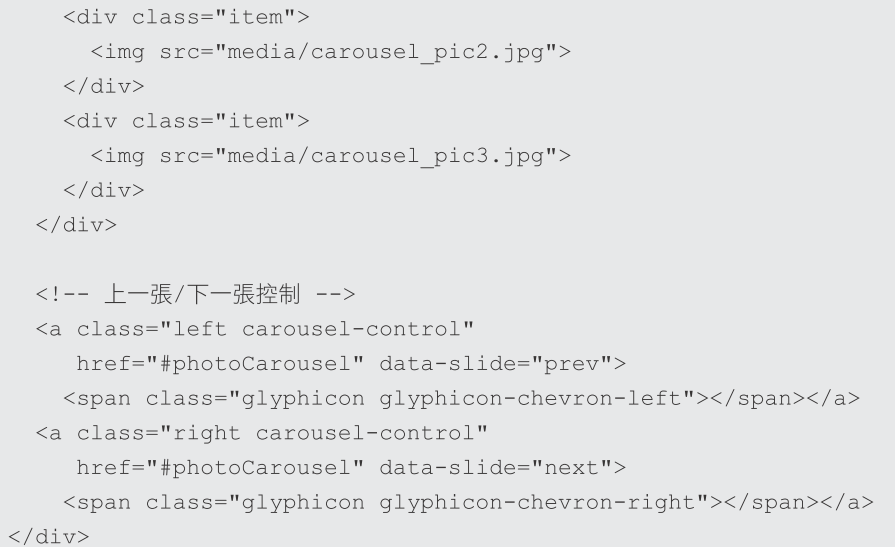 <div class="item">
      <img src="media/carousel_pic2.jpg">
    </div>
    <div class="item">
      <img src="media/carousel_pic3.jpg">
    </div>
  </div>

  <!-- 上一張/下一張控制 -->
  <a class="left carousel-control"
     href="#photoCarousel" data-slide="prev">
    <span class="glyphicon glyphicon-chevron-left"></span></a>
  <a class="right carousel-control"
     href="#photoCarousel" data-slide="next">
    <span class="glyphicon glyphicon-chevron-right"></span></a>
</div>